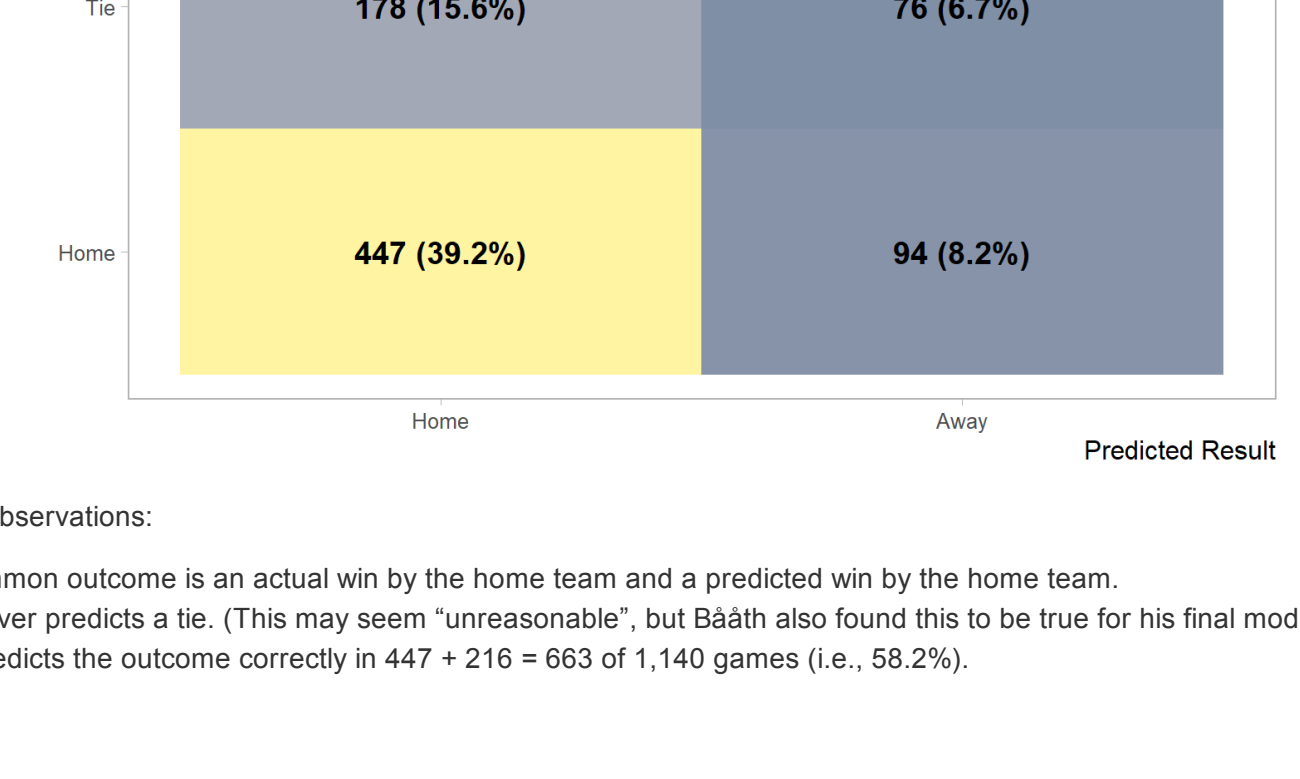 Tie
178 (15.6%) 76 (6.7%)
Home
447 (39.2%) 94 (8.2%)
Home Away
Predicted Result
bservations:
mon outcome is an actual win by the home team and a predicted win by the home team.
ver predicts a tie. (This may seem “unreasonable”, but Bååth also found this to be true for his final mod
edicts the outcome correctly in 447 + 216 = 663 of 1,140 games (i.e., 58.2%).